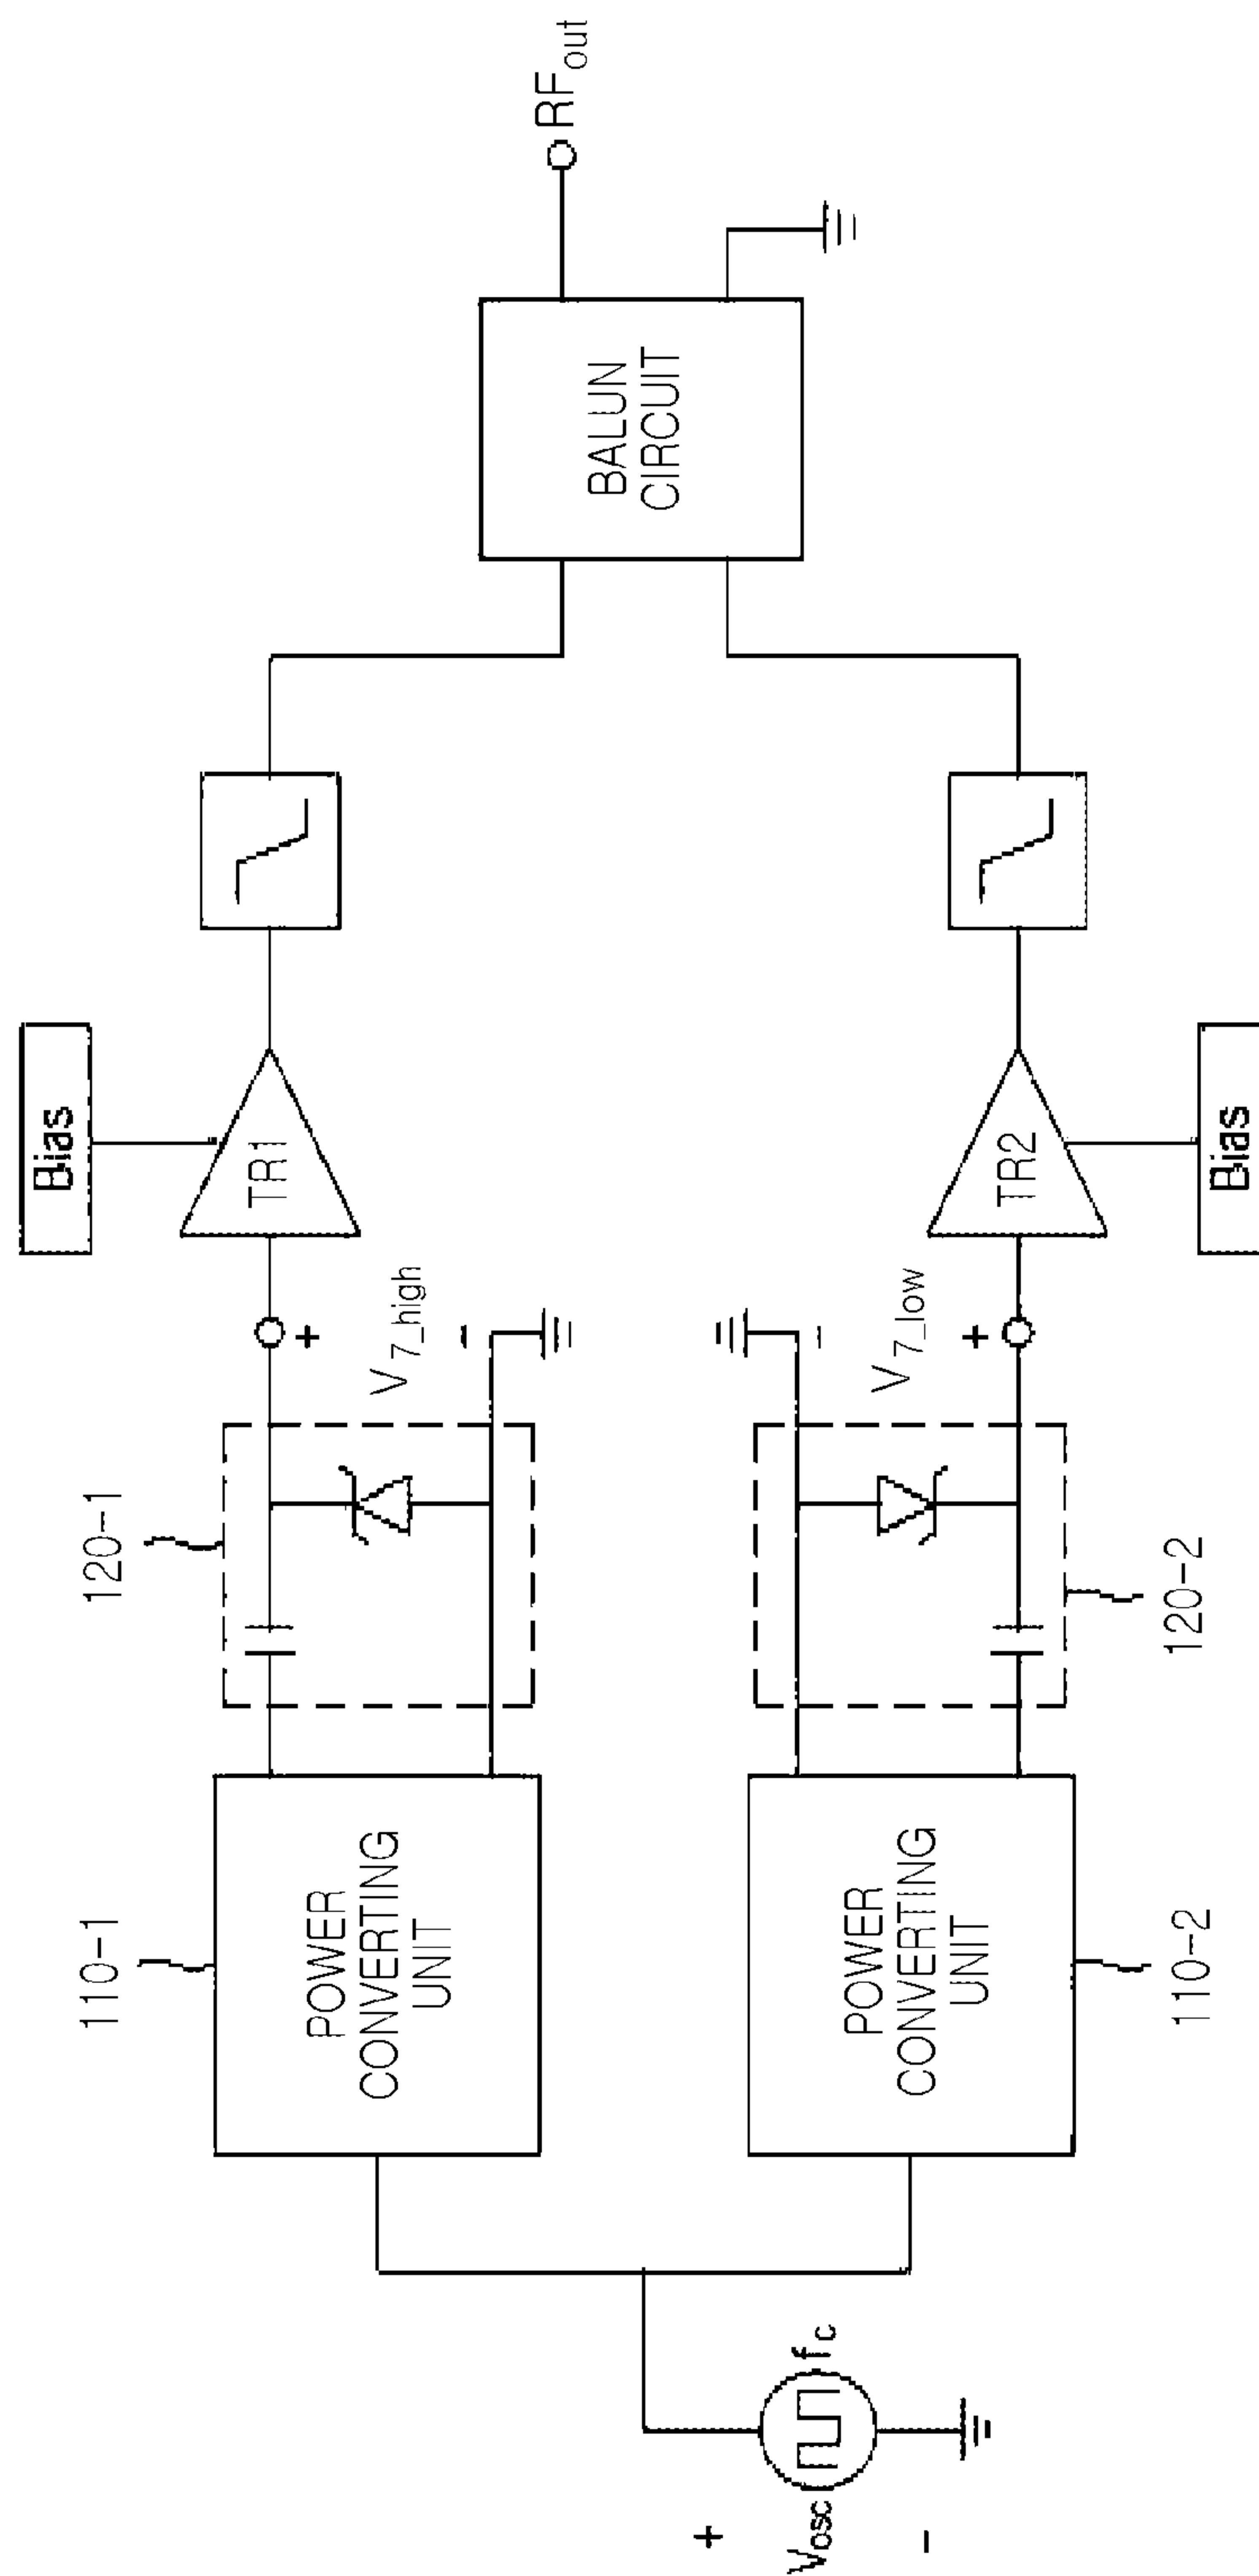 Bias
120-1
110-1
POWER
CONVERTING
UNIT
V7_high
+
-
TR1
RFout
BALUN
CIRCUIT
+
Vosc
-
fc
POWER
CONVERTING
UNIT
110-2
120-2
V7_low
-
+
TR2
Bias